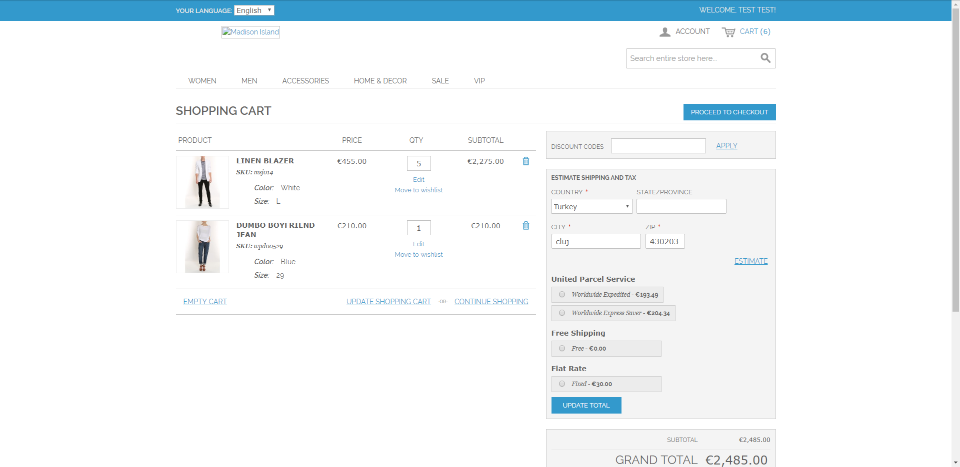 YOUR LANGUAGE: English
WELCOME, TEST TEST!
Madison Island
ACCOUNT CART (6)
Search entire store here...
WOMEN MEN ACCESSORIES HOME & DECOR SALE VIP
SHOPPING CART
PROCEED TO CHECKOUT
PRODUCT PRICE QTY SUBTOTAL
LINEN BLAZER €455.00 5 €2,275.00
SKU:
Edit
Color: White
Move to wishlist
Size: L
DUMBO BOYFRIEND JEAN €210.00 1 €210.00
SKU:
Edit
Color: Blue
Move to wishlist
Size: 29
EMPTY CART UPDATE SHOPPING CART -or- CONTINUE SHOPPING
DISCOUNT CODES APPLY
ESTIMATE SHIPPING AND TAX
COUNTRY * STATE/PROVINCE
Turkey
CITY * ZIP *
cluj 430203
ESTIMATE
United Parcel Service
Worldwide Expedited - €193.49
Worldwide Express Saver - €204.34
Free Shipping
Free - €0.00
Flat Rate
Fixed - €30.00
UPDATE TOTAL
SUBTOTAL €2,485.00
GRAND TOTAL €2,485.00